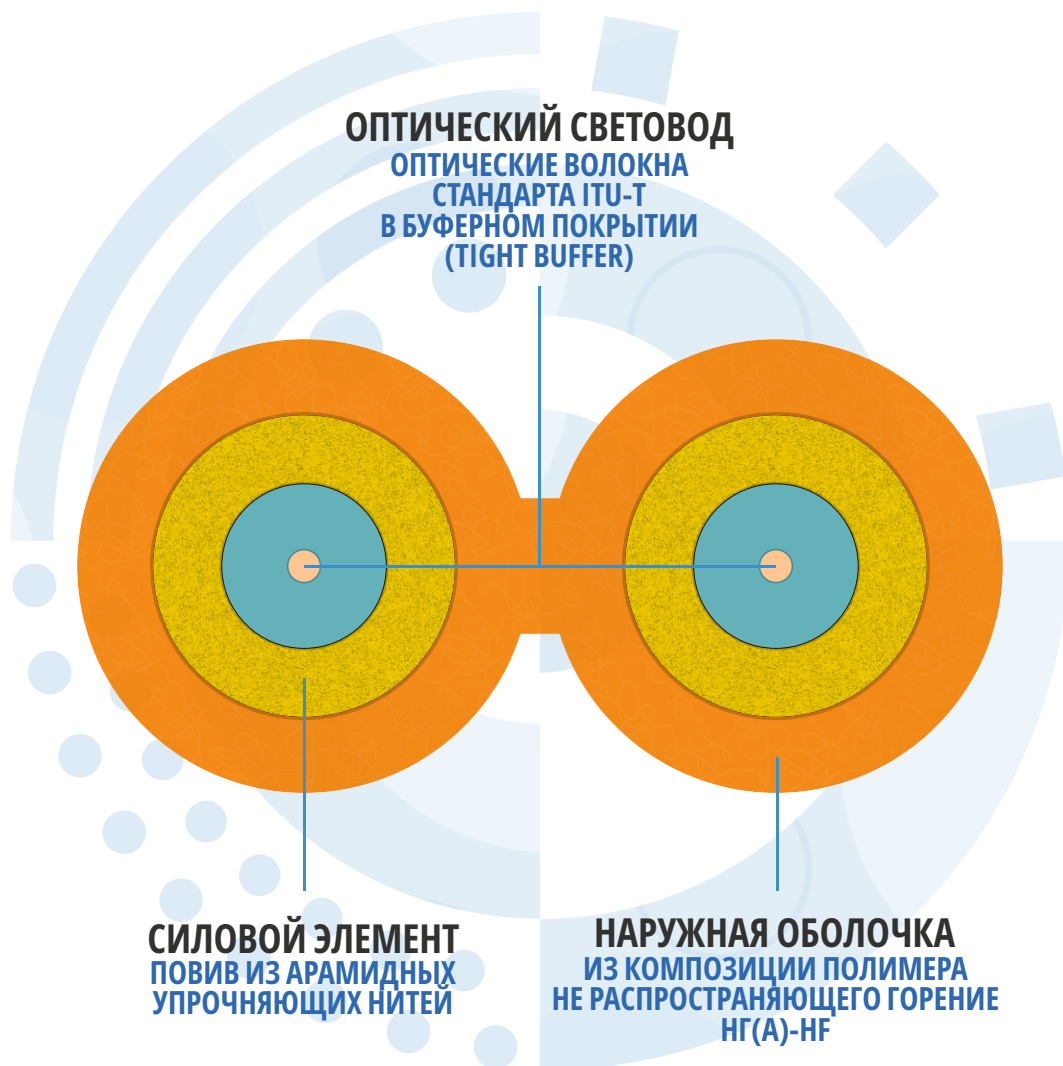 ОПТИЧЕСКИЙ СВЕТОВОД
ОПТИЧЕСКИЕ ВОЛОКНА
СТАНДАРТА ITU-T
В БУФЕРНОМ ПОКРЫТИИ
(TIGHT BUFFER)
СИЛОВОЙ ЭЛЕМЕНТ
ПОВИВ ИЗ АРАМИДНЫХ
УПРОЧНЯЮЩИХ НИТЕЙ
НАРУЖНАЯ ОБОЛОЧКА
ИЗ КОМПОЗИЦИИ ПОЛИМЕРА
НЕ РАСПРОСТРАНЯЮЩЕГО ГОРЕНИЕ
НГ(А)-HF